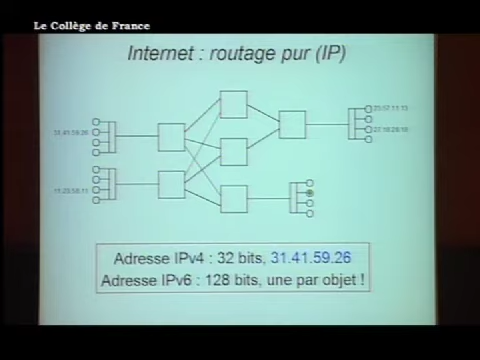 Le Collège de France
Internet : routage pur (IP)
31.41.59.26
Adresse IPv4 : 32 bits, 31.41.59.26
Adresse IPv6 : 128 bits, une par objet !